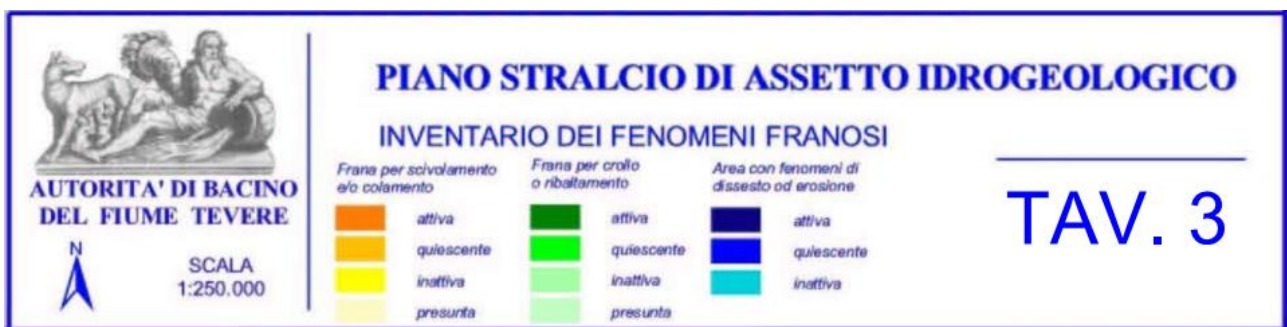 PIANO STRALCIO DI ASSETTO IDROGEOLOGICO
INVENTARIO DEI FENOMENI FRANOSI
AUTORITA' DI BACINO
DEL FIUME TEVERE
N
SCALA
1:250.000
Frana per scivolamento
e/o colamento
attiva
quiescente
inattiva
presunta
Frana per crollo
o ribaltamento
attiva
quiescente
inattiva
presunta
Area con fenomeni di
dissesto od erosione
attiva
quiescente
inattiva
TAV. 3